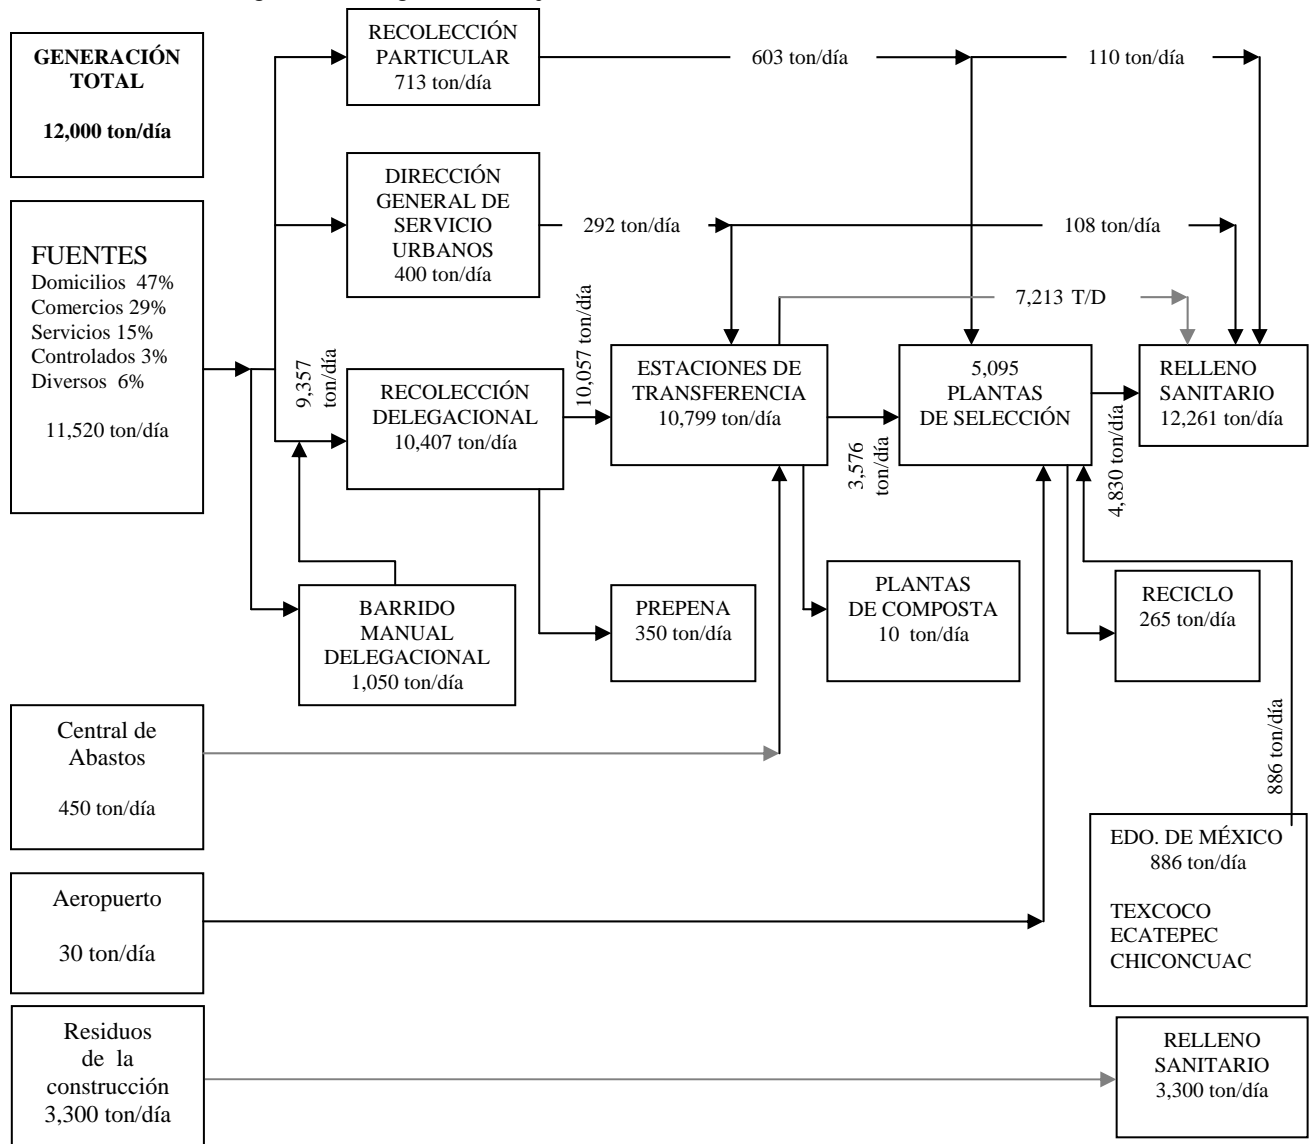 GENERACIÓN
TOTAL
12,000 ton/día
FUENTES
Domicilios 47%
Comercios 29%
Servicios 15%
Controlados 3%
Diversos 6%
11,520 ton/día
RECOLECCIÓN
PARTICULAR
713 ton/día
603 ton/día
110 ton/día
DIRECCIÓN
GENERAL DE
SERVICIO
URBANOS
400 ton/día
292 ton/día
108 ton/día
7,213 T/D
9,357
ton/día
RECOLECCIÓN
DELEGACIONAL
10,407 ton/día
10,057 ton/día
ESTACIONES DE
TRANSFERENCIA
10,799 ton/día
3,576
ton/día
5,095
PLANTAS
DE SELECCIÓN
4,830 ton/día
RELLENO
SANITARIO
12,261 ton/día
BARRIDO
MANUAL
DELEGACIONAL
1,050 ton/día
PREPENA
350 ton/día
PLANTAS
DE COMPOSTA
10 ton/día
RECICLO
265 ton/día
Central de
Abastos
450 ton/día
886 ton/día
EDO. DE MÉXICO
886 ton/día
TEXCOCO
ECATEPEC
CHICONCUAC
Aeropuerto
30 ton/día
Residuos
de la
construcción
3,300 ton/día
RELLENO
SANITARIO
3,300 ton/día